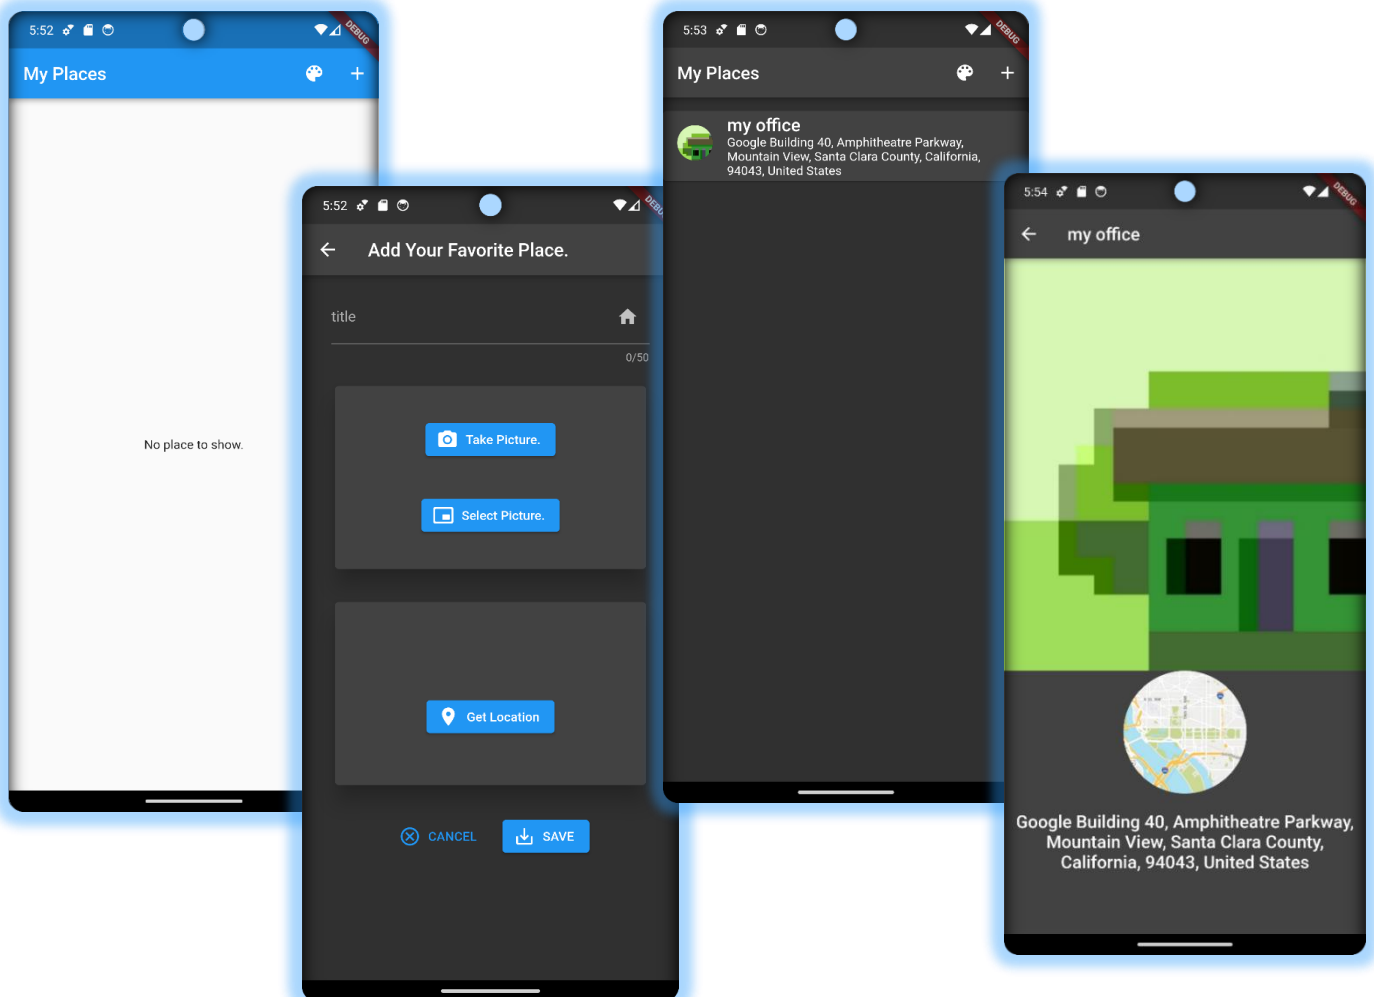 5:52
DEBUG
My Places
No place to show.
5:52
DEBUG
Add Your Favorite Place.
title
0/50
Take Picture.
Select Picture.
Get Location
CANCEL
SAVE
5:53
DEBUG
My Places
my office
Google Building 40, Amphitheatre Parkway,
Mountain View, Santa Clara County, California,
94043, United States
5:54
DEBUG
my office
Google Building 40, Amphitheatre Parkway,
Mountain View, Santa Clara County,
California, 94043, United States